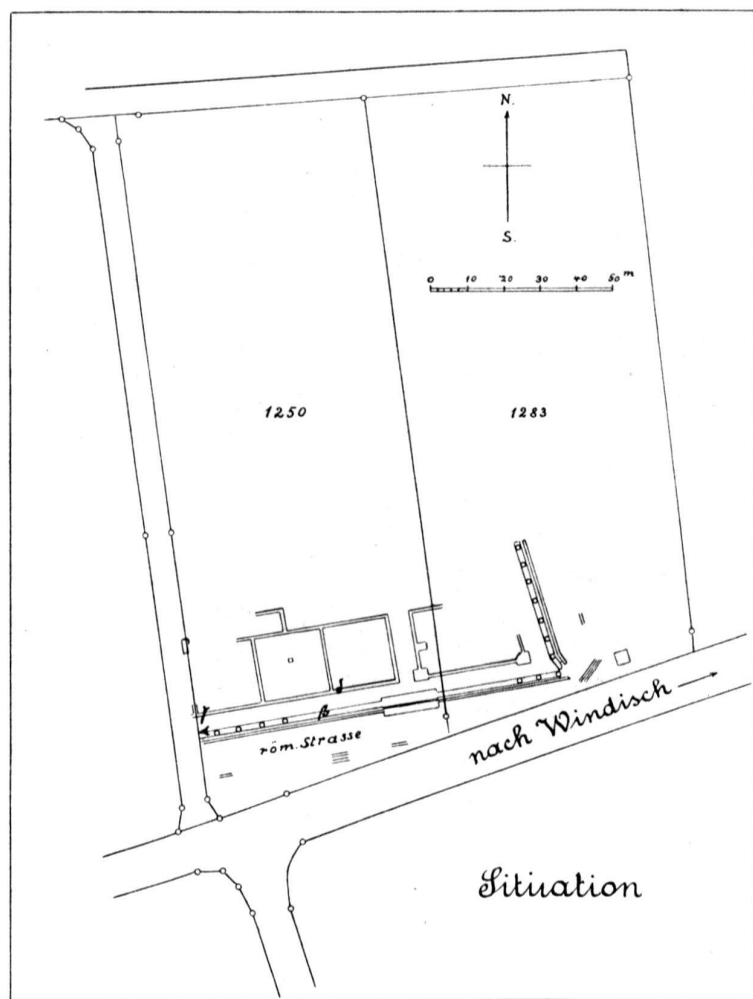 N.
S.
0 10 20 30 40 50 m
1250
1283
γ
β
δ
röm. Strasse
nach Windisch
Situation